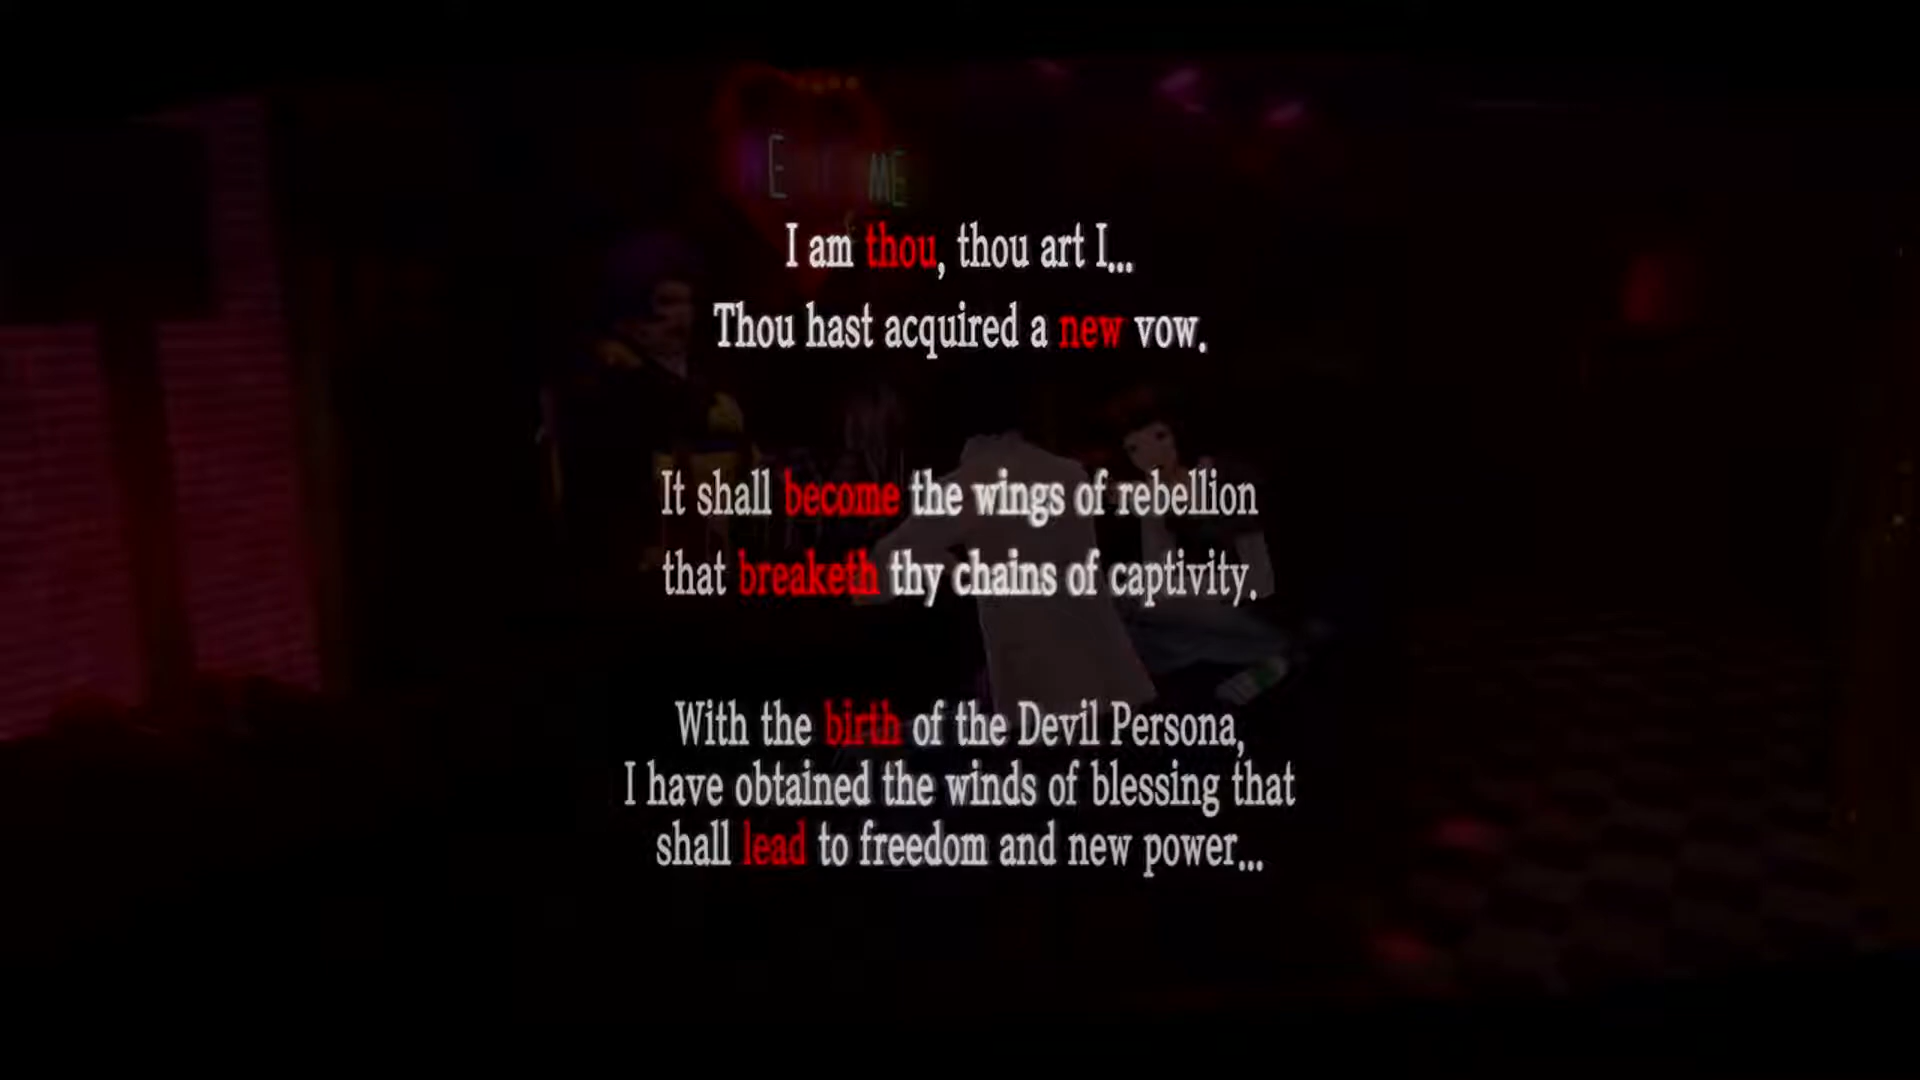 I am thou, thou art I...
Thou hast acquired a new vow.
It shall become the wings of rebellion
that breaketh thy chains of captivity.
With the birth of the Devil Persona,
I have obtained the winds of blessing that
shall lead to freedom and new power...